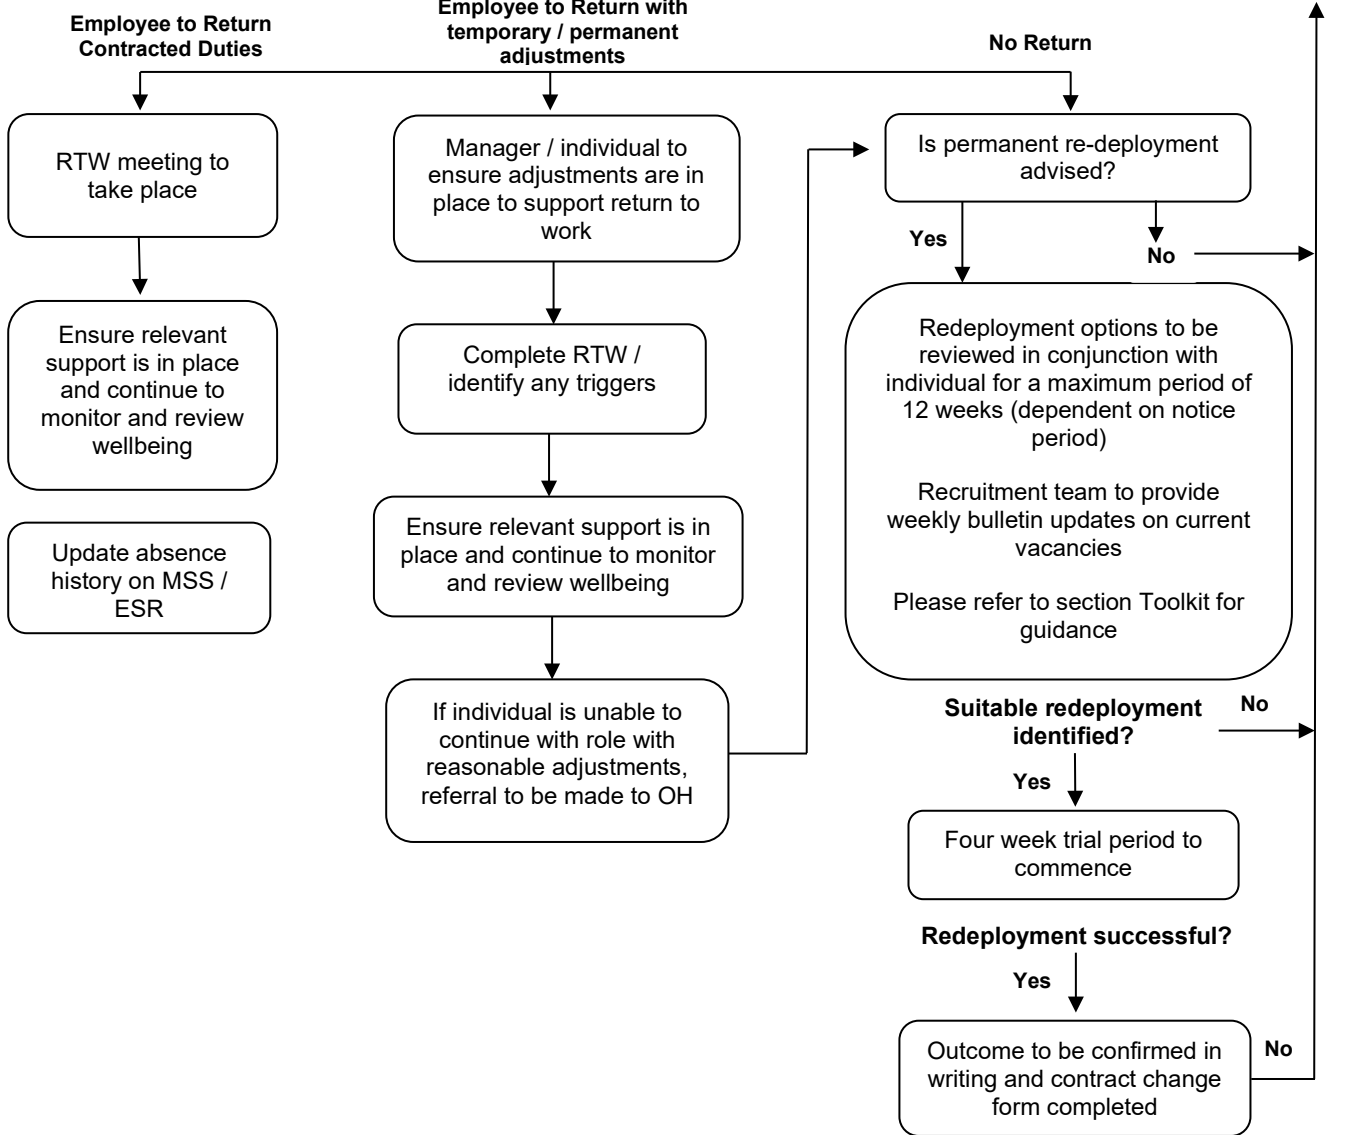 Employee to Return
Contracted Duties
Employee to Return with
temporary / permanent
adjustments
No Return
RTW meeting to
take place
Ensure relevant
support is in place
and continue to
monitor and review
wellbeing
Update absence
history on MSS /
ESR
Manager / individual to
ensure adjustments are in
place to support return to
work
Complete RTW /
identify any triggers
Ensure relevant support is in
place and continue to monitor
and review wellbeing
If individual is unable to
continue with role with
reasonable adjustments,
referral to be made to OH
Is permanent re-deployment
advised?
Yes
No
Redeployment options to be
reviewed in conjunction with
individual for a maximum period of
12 weeks (dependent on notice
period)
Recruitment team to provide
weekly bulletin updates on current
vacancies
Please refer to section Toolkit for
guidance
Suitable redeployment
identified?
No
Yes
Four week trial period to
commence
Redeployment successful?
Yes
Outcome to be confirmed in
writing and contract change
form completed
No